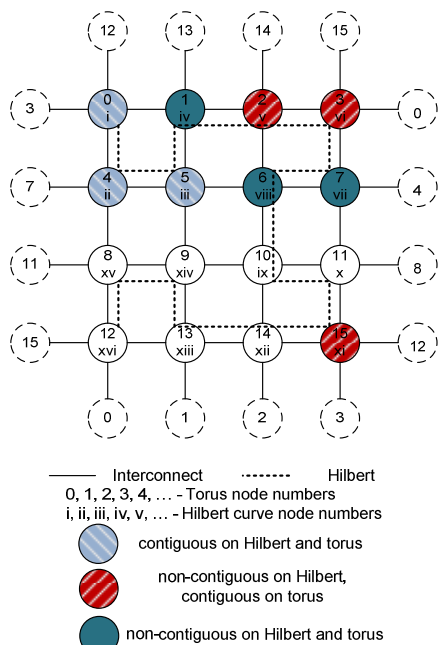 12 13 14 15
3 0 1 2 3 0
i iv v vi
7 4 5 6 7 4
ii iii viii vii
11 8 9 10 11 8
xv xiv ix x
15 12 13 14 15 12
xvi xiii xii xi
0 1 2 3
Interconnect Hilbert
0, 1, 2, 3, 4, ... - Torus node numbers
i, ii, iii, iv, v, ... - Hilbert curve node numbers
contiguous on Hilbert and torus
non-contiguous on Hilbert,
contiguous on torus
non-contiguous on Hilbert and torus